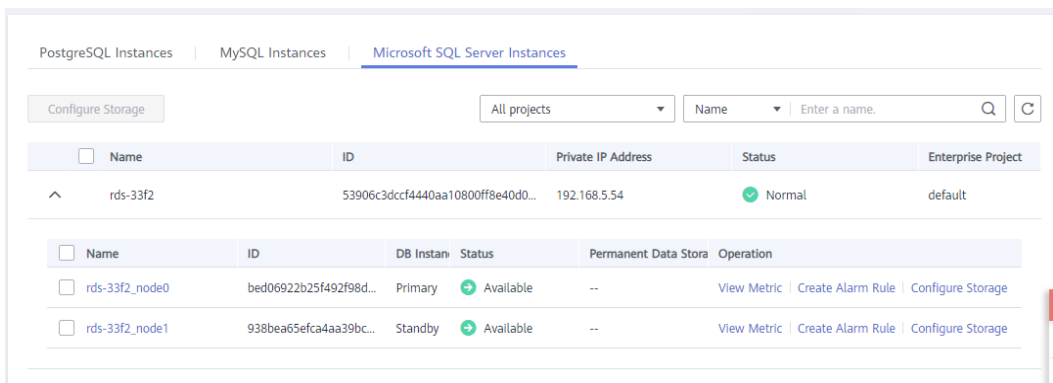 PostgreSQL Instances MySQL Instances Microsoft SQL Server Instances
Configure Storage All projects Name Enter a name.
Name ID Private IP Address Status Enterprise Project
rds-33f2 53906c3dccf4440aa10800ff8e40d0... 192.168.5.54 Normal default
Name ID DB Instan Status Permanent Data Stora Operation
rds-33f2_node0 bed06922b25f492f98d... Primary Available -- View Metric Create Alarm Rule Configure Storage
rds-33f2_node1 938bea65efca4aa39bc... Standby Available -- View Metric Create Alarm Rule Configure Storage